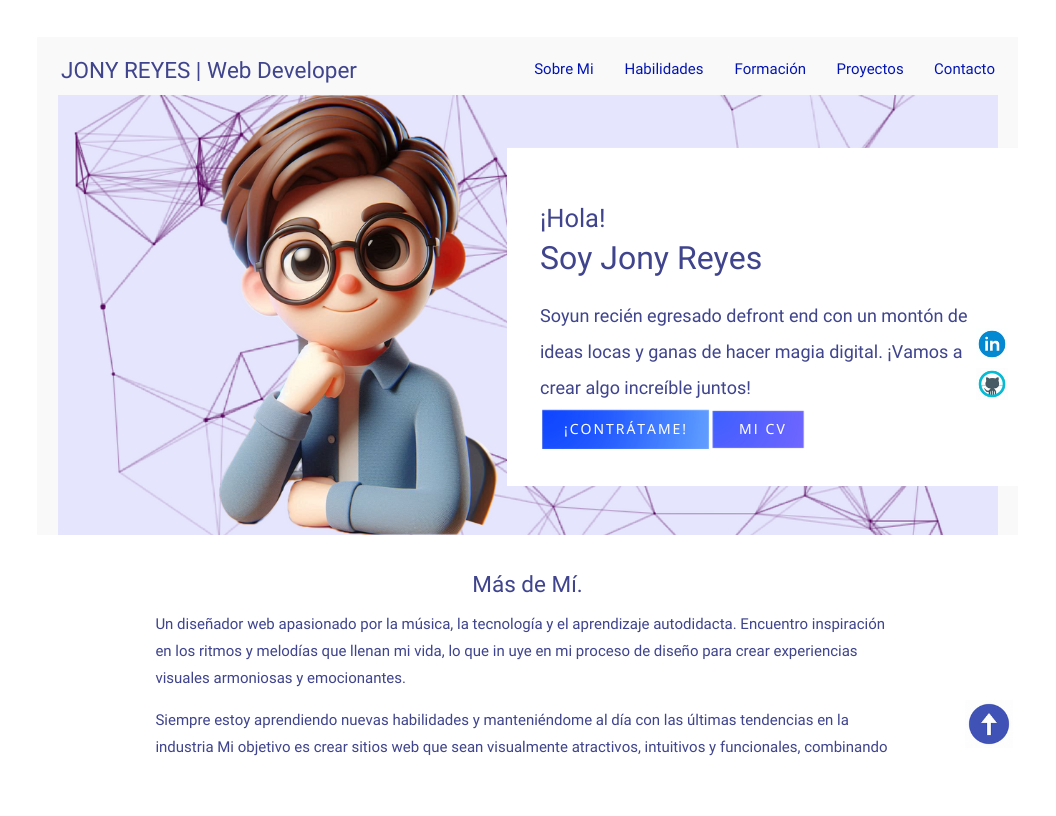 JONY REYES | Web Developer
Sobre Mi Habilidades Formación Proyectos Contacto
¡Hola!
Soy Jony Reyes
Soyun recién egresado defront end con un montón de
ideas locas y ganas de hacer magia digital. ¡Vamos a
crear algo increíble juntos!
in
¡CONTRÁTAME! MI CV
Más de Mí.
Un diseñador web apasionado por la música, la tecnología y el aprendizaje autodidacta. Encuentro inspiración
en los ritmos y melodías que llenan mi vida, lo que in uye en mi proceso de diseño para crear experiencias
visuales armoniosas y emocionantes.
Siempre estoy aprendiendo nuevas habilidades y manteniéndome al día con las últimas tendencias en la
industria Mi objetivo es crear sitios web que sean visualmente atractivos, intuitivos y funcionales, combinando